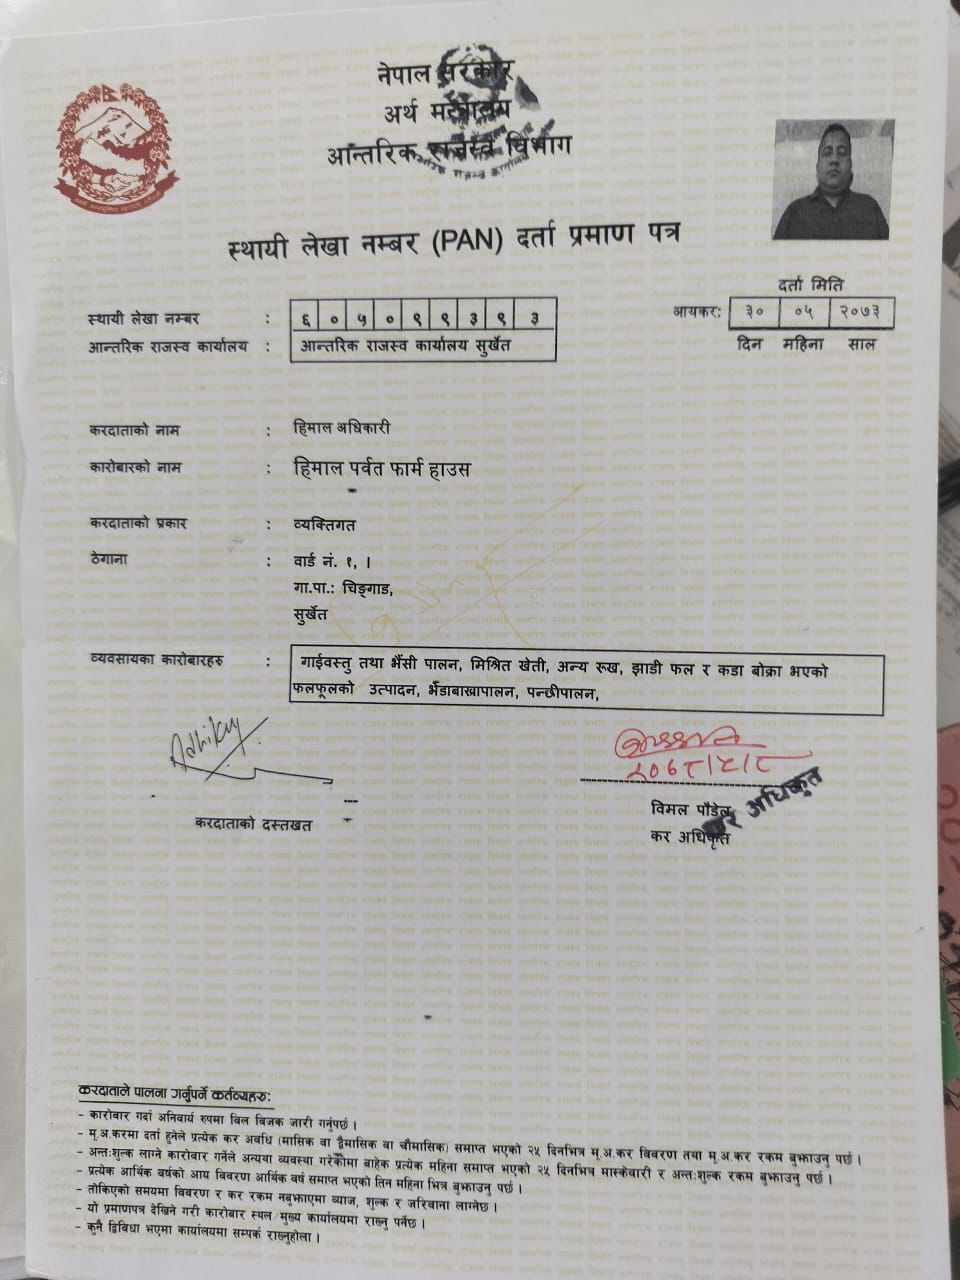 नेपाल सरकार
अर्थ मन्त्रालय
आन्तरिक राजस्व विभाग
स्थायी लेखा नम्बर (PAN) दर्ता प्रमाण पत्र
दर्ता मिति
स्थायी लेखा नम्बर : ६ ० ५ ० ९ ९ ३ ९ ३ आयकर: ३० ०५ २०७३
आन्तरिक राजस्व कार्यालय : आन्तरिक राजस्व कार्यालय सुर्खेत दिन महिना साल
करदाताको नाम : हिमाल अधिकारी
कारोबारको नाम : हिमाल पर्वत फार्म हाउस
करदाताको प्रकार : व्यक्तिगत
ठेगाना : वार्ड नं. १, ।
गा.पा.: चिङ्गाड,
सुर्खेत
व्यवसायका कारोबारहरु : गाईवस्तु तथा भैंसी पालन, मिश्रित खेती, अन्य रूख, झाडी फल र कडा बोक्रा भएको
फलफूलको उत्पादन, भेँडाबाख्रापालन, पन्छीपालन,
Adhikary
२०७८।५।८
करदाताको दस्तखत
विमल पौडेल
कर अधिकृत
कर अधिकृत
करदाताले पालना गर्नुपर्ने कर्तव्यहरु:
- कारोबार गर्दा अनिवार्य रुपमा बिल बिजक जारी गर्नुपर्छ ।
- मू.अ.करमा दर्ता हुनेले प्रत्येक कर अवधि (मासिक वा द्वैमासिक वा चौमासिक) समाप्त भएको २५ दिनभित्र मू.अ.कर विवरण तथा मू.अ.कर रकम बुझाउनु पर्छ ।
- अन्तःशुल्क लाग्ने कारोबार गर्नेले अन्यथा व्यवस्था गरेकोमा बाहेक प्रत्येक महिना समाप्त भएको २५ दिनभित्र मास्केवारी र अन्तःशुल्क रकम बुझाउनु पर्छ ।
- प्रत्येक आर्थिक वर्षको आय विवरण आर्थिक वर्ष समाप्त भएको तिन महिना भित्र बुझाउनु पर्छ ।
- तोकिएको समयमा विवरण र कर रकम नबुझाएमा ब्याज, शुल्क र जरिवाना लाग्नेछ ।
- यो प्रमाणपत्र देखिने गरी कारोबार स्थल/मुख्य कार्यालयमा राख्नु पर्नेछ ।
- कुनै द्विविधा भएमा कार्यालयमा सम्पर्क राख्नुहोला ।